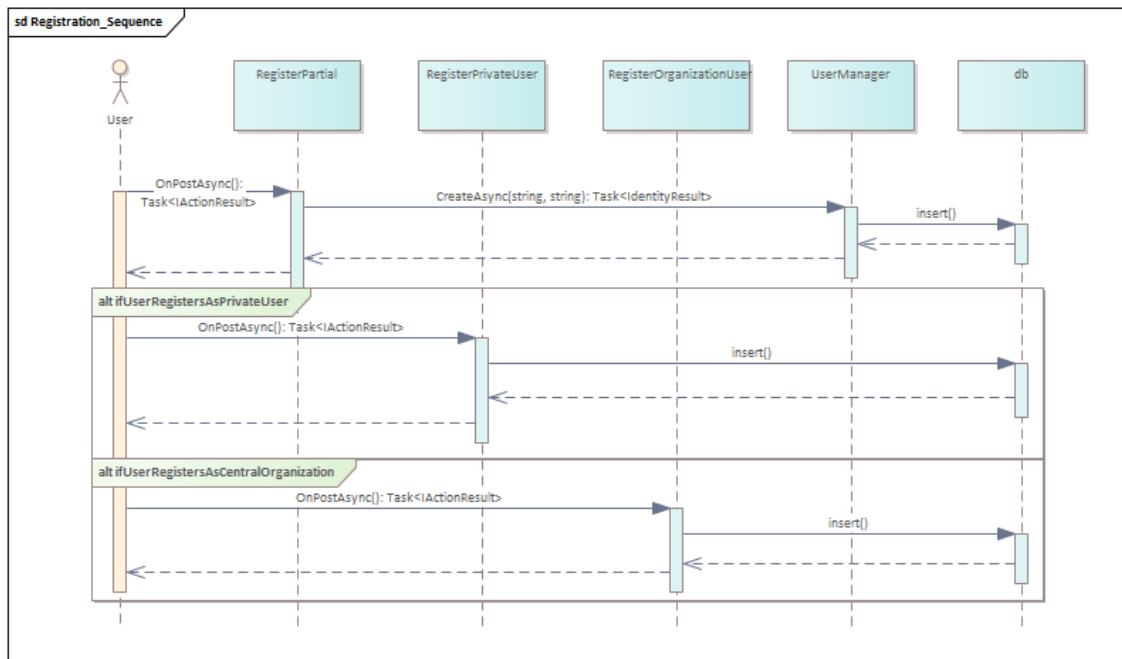 sd Registration_Sequence
RegisterPartial
RegisterPrivateUser
RegisterOrganizationUser
UserManager
db
User
OnPostAsync():
Task<IActionResult>
CreateAsync(string, string): Task<IdentityResult>
insert()
alt ifUserRegistersAsPrivateUser
OnPostAsync(): Task<IActionResult>
insert()
alt ifUserRegistersAsCentralOrganization
OnPostAsync(): Task<IActionResult>
insert()